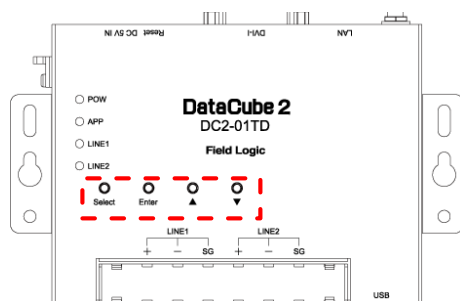 DC 5V IN Reset DVI-I LAN
POW
APP
LINE1
LINE2
DataCube 2
DC2-01TD
Field Logic
Select Enter ▲ ▼
LINE1 LINE2
+ − SG + − SG
USB